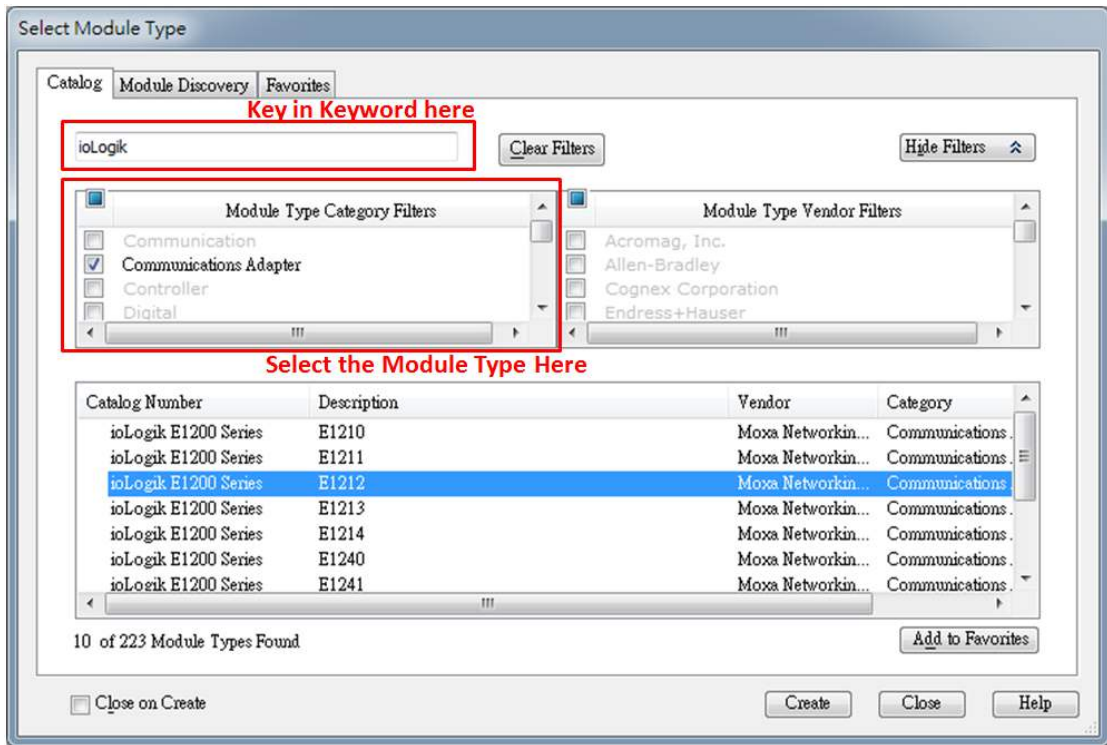 Select Module Type
Catalog Module Discovery Favorites
Key in Keyword here
ioLogik Clear Filters Hide Filters
Module Type Category Filters Module Type Vendor Filters
Communication Acromag, Inc.
Communications Adapter Allen-Bradley
Controller Cognex Corporation
Digital Endress+Hauser
Select the Module Type Here
Catalog Number Description Vendor Category
ioLogik E1200 Series E1210 Moxa Networkin... Communications .
ioLogik E1200 Series E1211 Moxa Networkin... Communications .
ioLogik E1200 Series E1212 Moxa Networkin... Communications .
ioLogik E1200 Series E1213 Moxa Networkin... Communications .
ioLogik E1200 Series E1214 Moxa Networkin... Communications .
ioLogik E1200 Series E1240 Moxa Networkin... Communications .
ioLogik E1200 Series E1241 Moxa Networkin... Communications .
10 of 223 Module Types Found Add to Favorites
Close on Create Create Close Help